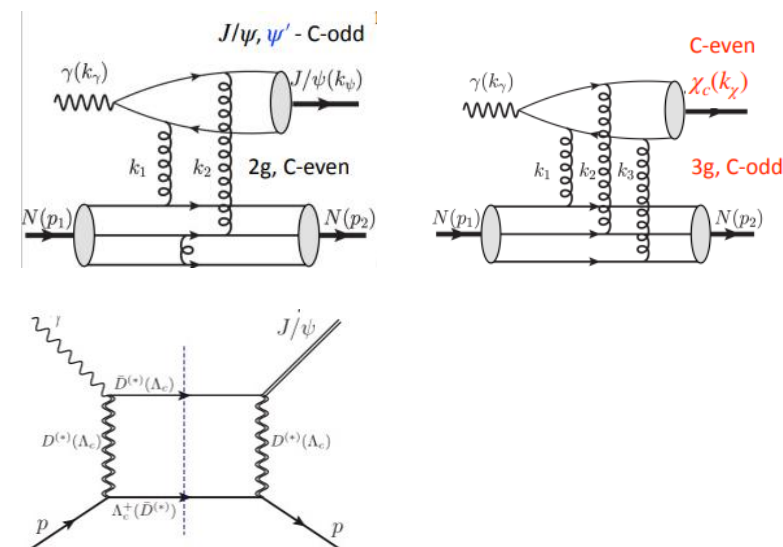 J/ψ, ψ′ - C-odd
γ(k_γ)
J/ψ(k_ψ)
k_1
k_2
2g, C-even
N(p_1)
N(p_2)
C-even
γ(k_γ)
χ_c(k_χ)
k_1
k_2
k_3
3g, C-odd
N(p_1)
N(p_2)
J/ψ
D̄^(*)(Λ_c)
D^(*)(Λ_c)
D^(*)(Λ_c)
Λ_c^+(D̄^(*))
p
p